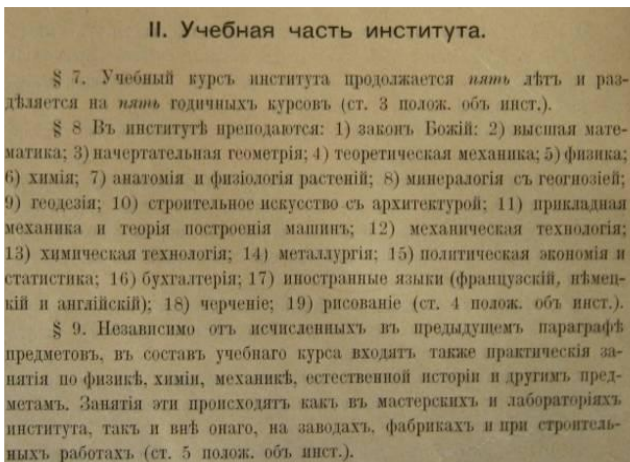 II. Учебная часть института.
§ 7. Учебный курсъ института продолжается пять лѣтъ и раз-
дѣляется на пять годичныхъ курсовъ (ст. 3 полож. объ инст.).
§ 8 Въ институтѣ преподаются: 1) законъ Божій: 2) высшая мате-
матика; 3) начертательная геометрія; 4) теоретическая механика; 5) физика;
6) химія; 7) анатомія и физіологія растеній; 8) минералогія съ геогнозіей;
9) геодезія; 10) строительное искусство съ архитектурой; 11) прикладная
механика и теорія построенія машинъ; 12) механическая технологія;
13) химическая технологія; 14) металлургія; 15) политическая экономія и
статистика; 16) бухгалтерія; 17) иностранные языки (французскій, нѣмец-
кій и англійскій); 18) черченіе; 19) рисованіе (ст. 4 полож. объ инст.).
§ 9. Независимо отъ исчисленныхъ въ предыдущемъ параграфѣ
предметовъ, въ составъ учебнаго курса входятъ также практическія за-
нятія по физикѣ, химіи, механикѣ, естественной исторіи и другимъ пред-
метамъ. Занятія эти происходятъ какъ въ мастерскихъ и лабораторіяхъ
института, такъ и внѣ онаго, на заводахъ, фабрикахъ и при строитель-
ныхъ работахъ (ст. 5 полож. объ инст.).